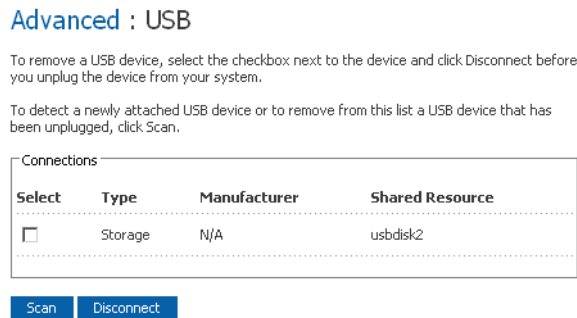 Advanced : USB
To remove a USB device, select the checkbox next to the device and click Disconnect before
you unplug the device from your system.
To detect a newly attached USB device or to remove from this list a USB device that has
been unplugged, click Scan.
Connections
Select Type Manufacturer Shared Resource
Storage N/A usbdisk2
Scan Disconnect